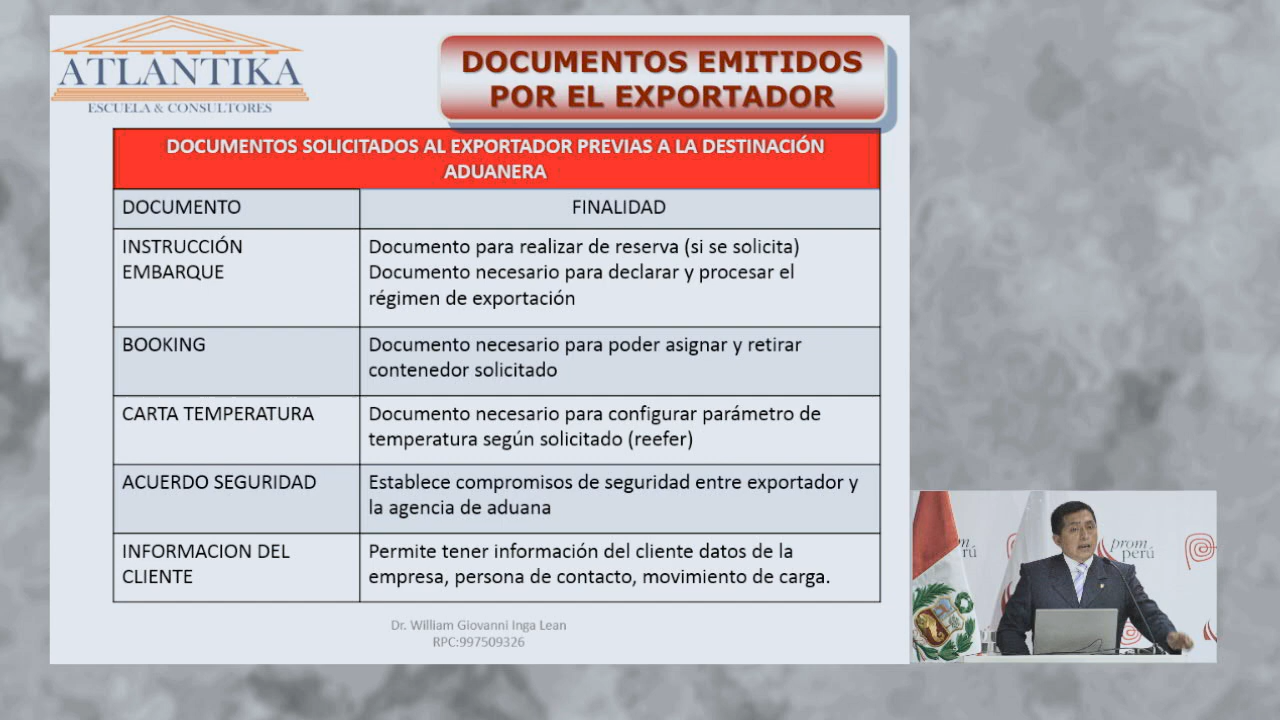 ATLANTIKA
ESCUELA & CONSULTORES
DOCUMENTOS EMITIDOS
POR EL EXPORTADOR
DOCUMENTOS SOLICITADOS AL EXPORTADOR PREVIAS A LA DESTINACIÓN
ADUANERA
DOCUMENTO
FINALIDAD
INSTRUCCIÓN
EMBARQUE
Documento para realizar de reserva (si se solicita)
Documento necesario para declarar y procesar el
régimen de exportación
BOOKING
Documento necesario para poder asignar y retirar
contenedor solicitado
CARTA TEMPERATURA
Documento necesario para configurar parámetro de
temperatura según solicitado (reefer)
ACUERDO SEGURIDAD
Establece compromisos de seguridad entre exportador y
la agencia de aduana
INFORMACION DEL
CLIENTE
Permite tener información del cliente datos de la
empresa, persona de contacto, movimiento de carga.
Dr. William Giovanni Inga Lean
RPC:997509326
prom
perú